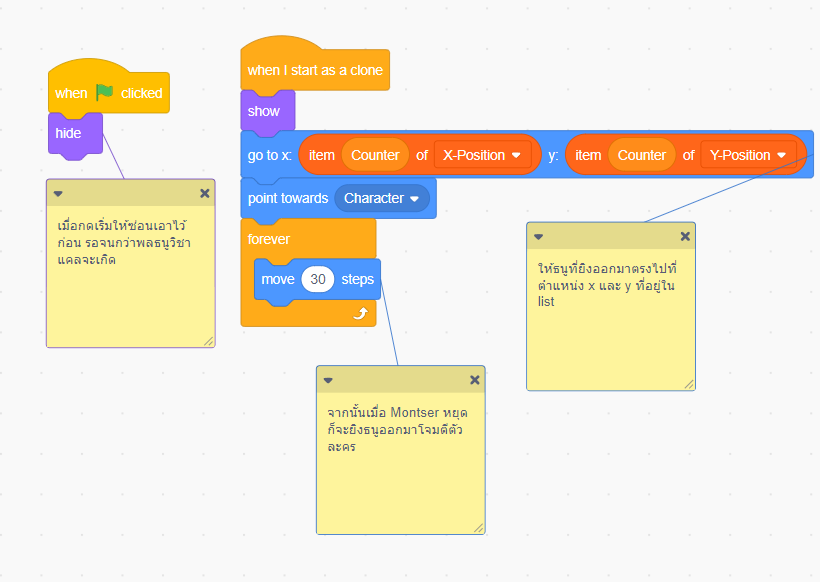 when clicked
hide
เมื่อกดเริ่มให้ซ่อนเอาไว้
ก่อน รอจนกว่าพลธนูวิชา
แคลจะเกิด
when I start as a clone
show
go to x: item Counter of X-Position y: item Counter of Y-Position
point towards Character
forever
move 30 steps
ให้ธนูที่ยิงออกมาตรงไปที่
ตำแหน่ง x และ y ที่อยู่ใน
list
จากนั้นเมื่อ Montser หยุด
ก็จะยิงธนูออกมาโจมตีตัว
ละคร